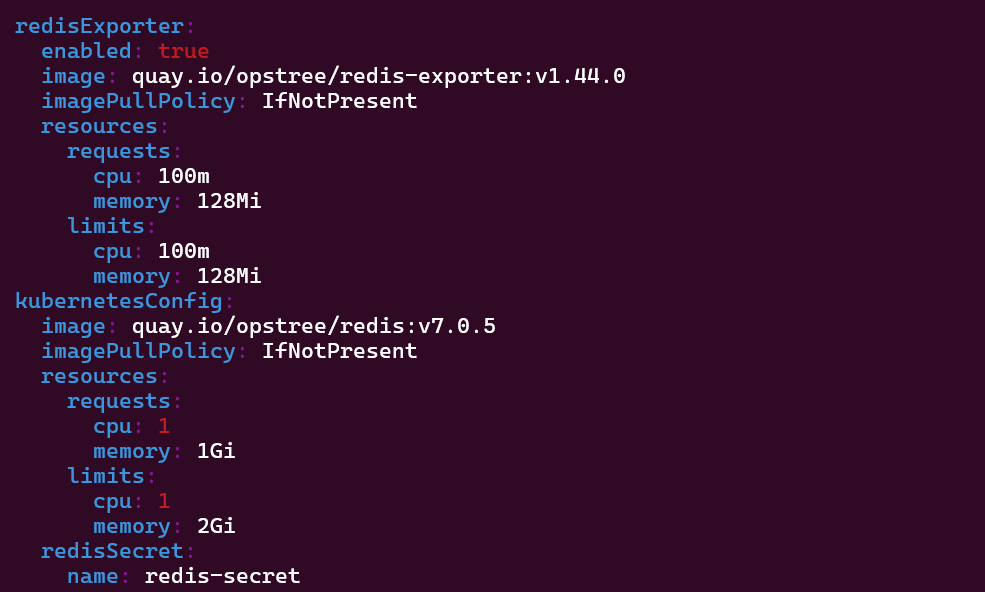 redisExporter:
  enabled: true
  image: quay.io/opstree/redis-exporter:v1.44.0
  imagePullPolicy: IfNotPresent
  resources:
    requests:
      cpu: 100m
      memory: 128Mi
    limits:
      cpu: 100m
      memory: 128Mi
kubernetesConfig:
  image: quay.io/opstree/redis:v7.0.5
  imagePullPolicy: IfNotPresent
  resources:
    requests:
      cpu: 1
      memory: 1Gi
    limits:
      cpu: 1
      memory: 2Gi
  redisSecret:
    name: redis-secret